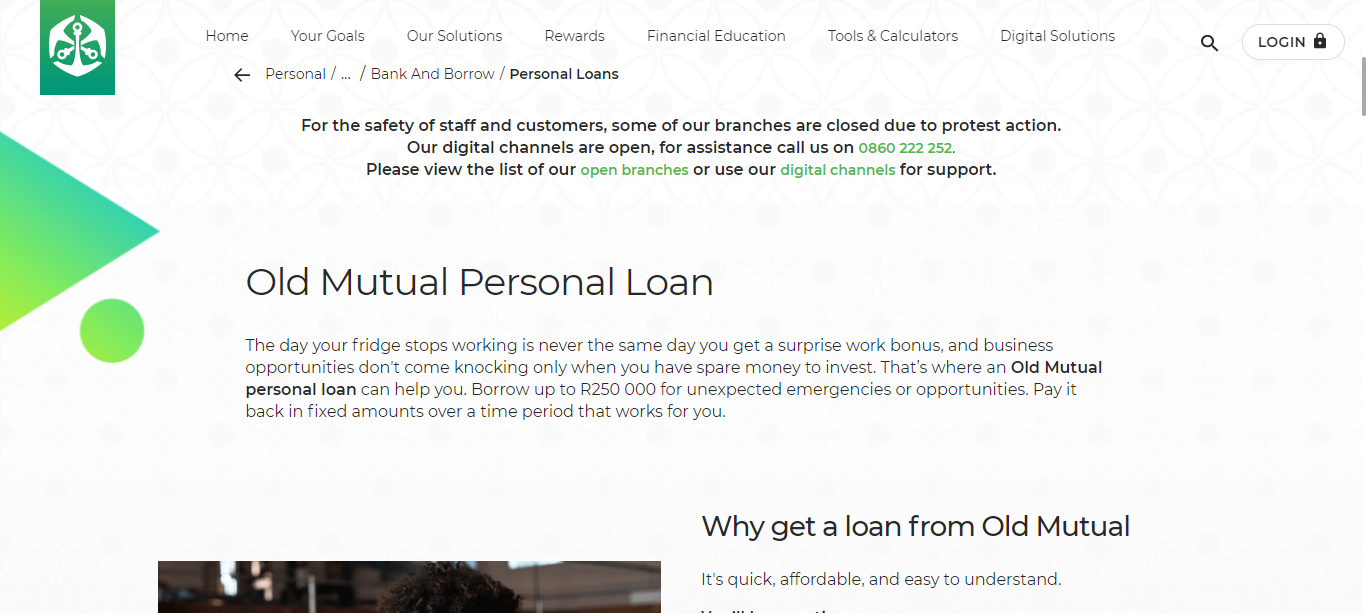 Home Your Goals Our Solutions Rewards Financial Education Tools & Calculators Digital Solutions LOGIN
Personal / ... / Bank And Borrow / Personal Loans
For the safety of staff and customers, some of our branches are closed due to protest action.
Our digital channels are open, for assistance call us on 0860 222 252.
Please view the list of our open branches or use our digital channels for support.
Old Mutual Personal Loan
The day your fridge stops working is never the same day you get a surprise work bonus, and business
opportunities don't come knocking only when you have spare money to invest. That’s where an Old Mutual
personal loan can help you. Borrow up to R250 000 for unexpected emergencies or opportunities. Pay it
back in fixed amounts over a time period that works for you.
Why get a loan from Old Mutual
It's quick, affordable, and easy to understand.